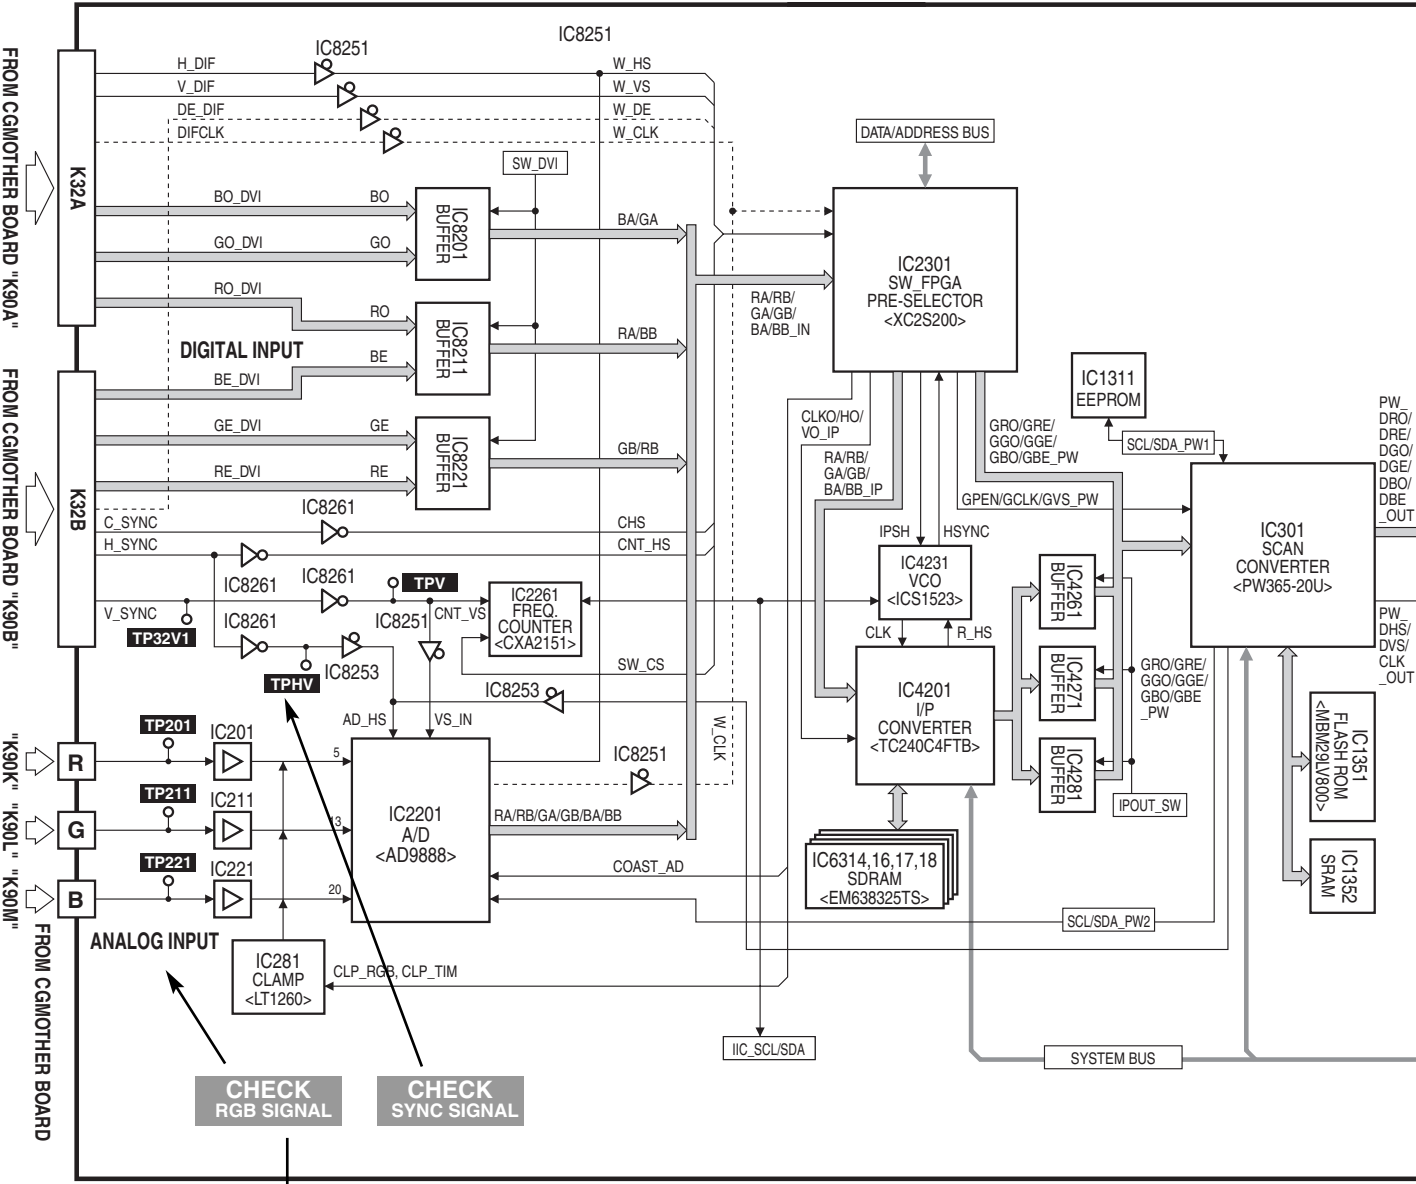 FROM CGMOTHER BOARD "K90A"
K32A
IC8251
IC8251
H_DIF
V_DIF
DE_DIF
DIFCLK
W_HS
W_VS
W_DE
W_CLK
SW_DVI
DATA/ADDRESS BUS
BO_DVI
BO
GO_DVI
GO
RO_DVI
RO
IC8201
BUFFER
IC8211
BUFFER
IC8221
BUFFER
BA/GA
RA/BB
GB/RB
DIGITAL INPUT
FROM CGMOTHER BOARD "K90B"
K32B
BE
BE_DVI
GE_DVI
GE
RE_DVI
RE
RA/RB/
GA/GB/
BA/BB_IN
IC2301
SW_FPGA
PRE-SELECTOR
<XC2S200>
IC1311
EEPROM
SCL/SDA_PW1
CLKO/HO/
VO_IP
RA/RB/
GA/GB/
BA/BB_IP
GRO/GRE/
GGO/GGE/
GBO/GBE_PW
GPEN/GCLK/GVS_PW
PW_
DRO/
DRE/
DGO/
DGE/
DBO/
DBE
_OUT
IC301
SCAN
CONVERTER
<PW365-20U>
PW_
DHS/
DVS/
CLK
_OUT
C_SYNC
IC8261
CHS
H_SYNC
CNT_HS
IC8261
IC8261
V_SYNC
TP32V1
IC8261
TPV
IC8251
CNT_VS
IC2261
FREQ.
COUNTER
<CXA2151>
SW_CS
TPHV
IC8253
IC8253
IPSH
HSYNC
IC4231
VCO
<ICS1523>
CLK
R_HS
IC4201
I/P
CONVERTER
<TC240C4FTB>
IC4261
BUFFER
IC4271
BUFFER
IC4281
BUFFER
GRO/GRE/
GGO/GGE/
GBO/GBE
_PW
IPOUT_SW
IC1351
FLASH ROM
<MBM29LV800>
IC1352
SRAM
AD_HS
VS_IN
W_CLK
IC8251
"K90K"
R
TP201
IC201
5
"K90L"
G
TP211
IC211
13
"K90M"
B
TP221
IC221
20
FROM CGMOTHER BOARD
IC2201
A/D
<AD9888>
RA/RB/GA/GB/BA/BB
COAST_AD
IC6314,16,17,18
SDRAM
<EM638325TS>
SCL/SDA_PW2
ANALOG INPUT
IC281
CLAMP
<LT1260>
CLP_RGB, CLP_TIM
IIC_SCL/SDA
SYSTEM BUS
CHECK
RGB SIGNAL
CHECK
SYNC SIGNAL